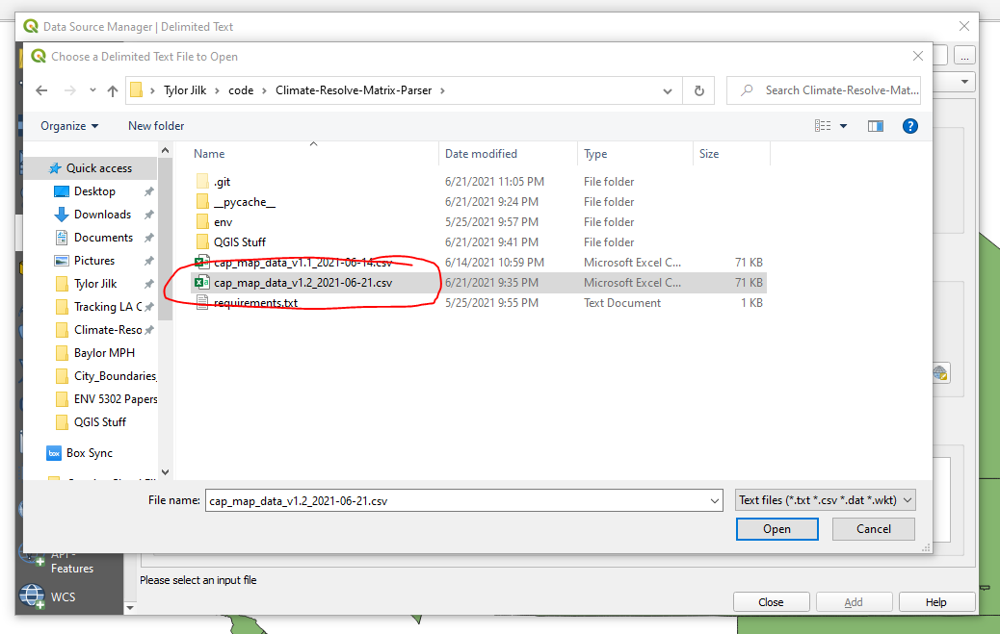 Data Source Manager | Delimited Text
Choose a Delimited Text File to Open
...
Tylor Jilk > code > Climate-Resolve-Matrix-Parser >
Search Climate-Resolve-Mat...
Organize
New folder
?
Name
Date modified
Type
Size
Quick access
Desktop
Downloads
Documents
Pictures
Tylor Jilk
Tracking LA C
Climate-Reso
Baylor MPH
City_Boundaries_
ENV 5302 Papers
QGIS Stuff
box Box Sync
.git 6/21/2021 11:05 PM File folder
__pycache__ 6/21/2021 9:24 PM File folder
env 5/25/2021 9:57 PM File folder
QGIS Stuff 6/21/2021 9:41 PM File folder
cap_map_data_v1.1_2021-06-14.csv 6/14/2021 10:59 PM Microsoft Excel C... 71 KB
cap_map_data_v1.2_2021-06-21.csv 6/21/2021 9:35 PM Microsoft Excel C... 71 KB
requirements.txt 5/25/2021 9:55 PM Text Document 1 KB
File name: cap_map_data_v1.2_2021-06-21.csv
Text files (*.txt *.csv *.dat *.wkt)
Open
Cancel
Features
WCS
Please select an input file
Close
Add
Help